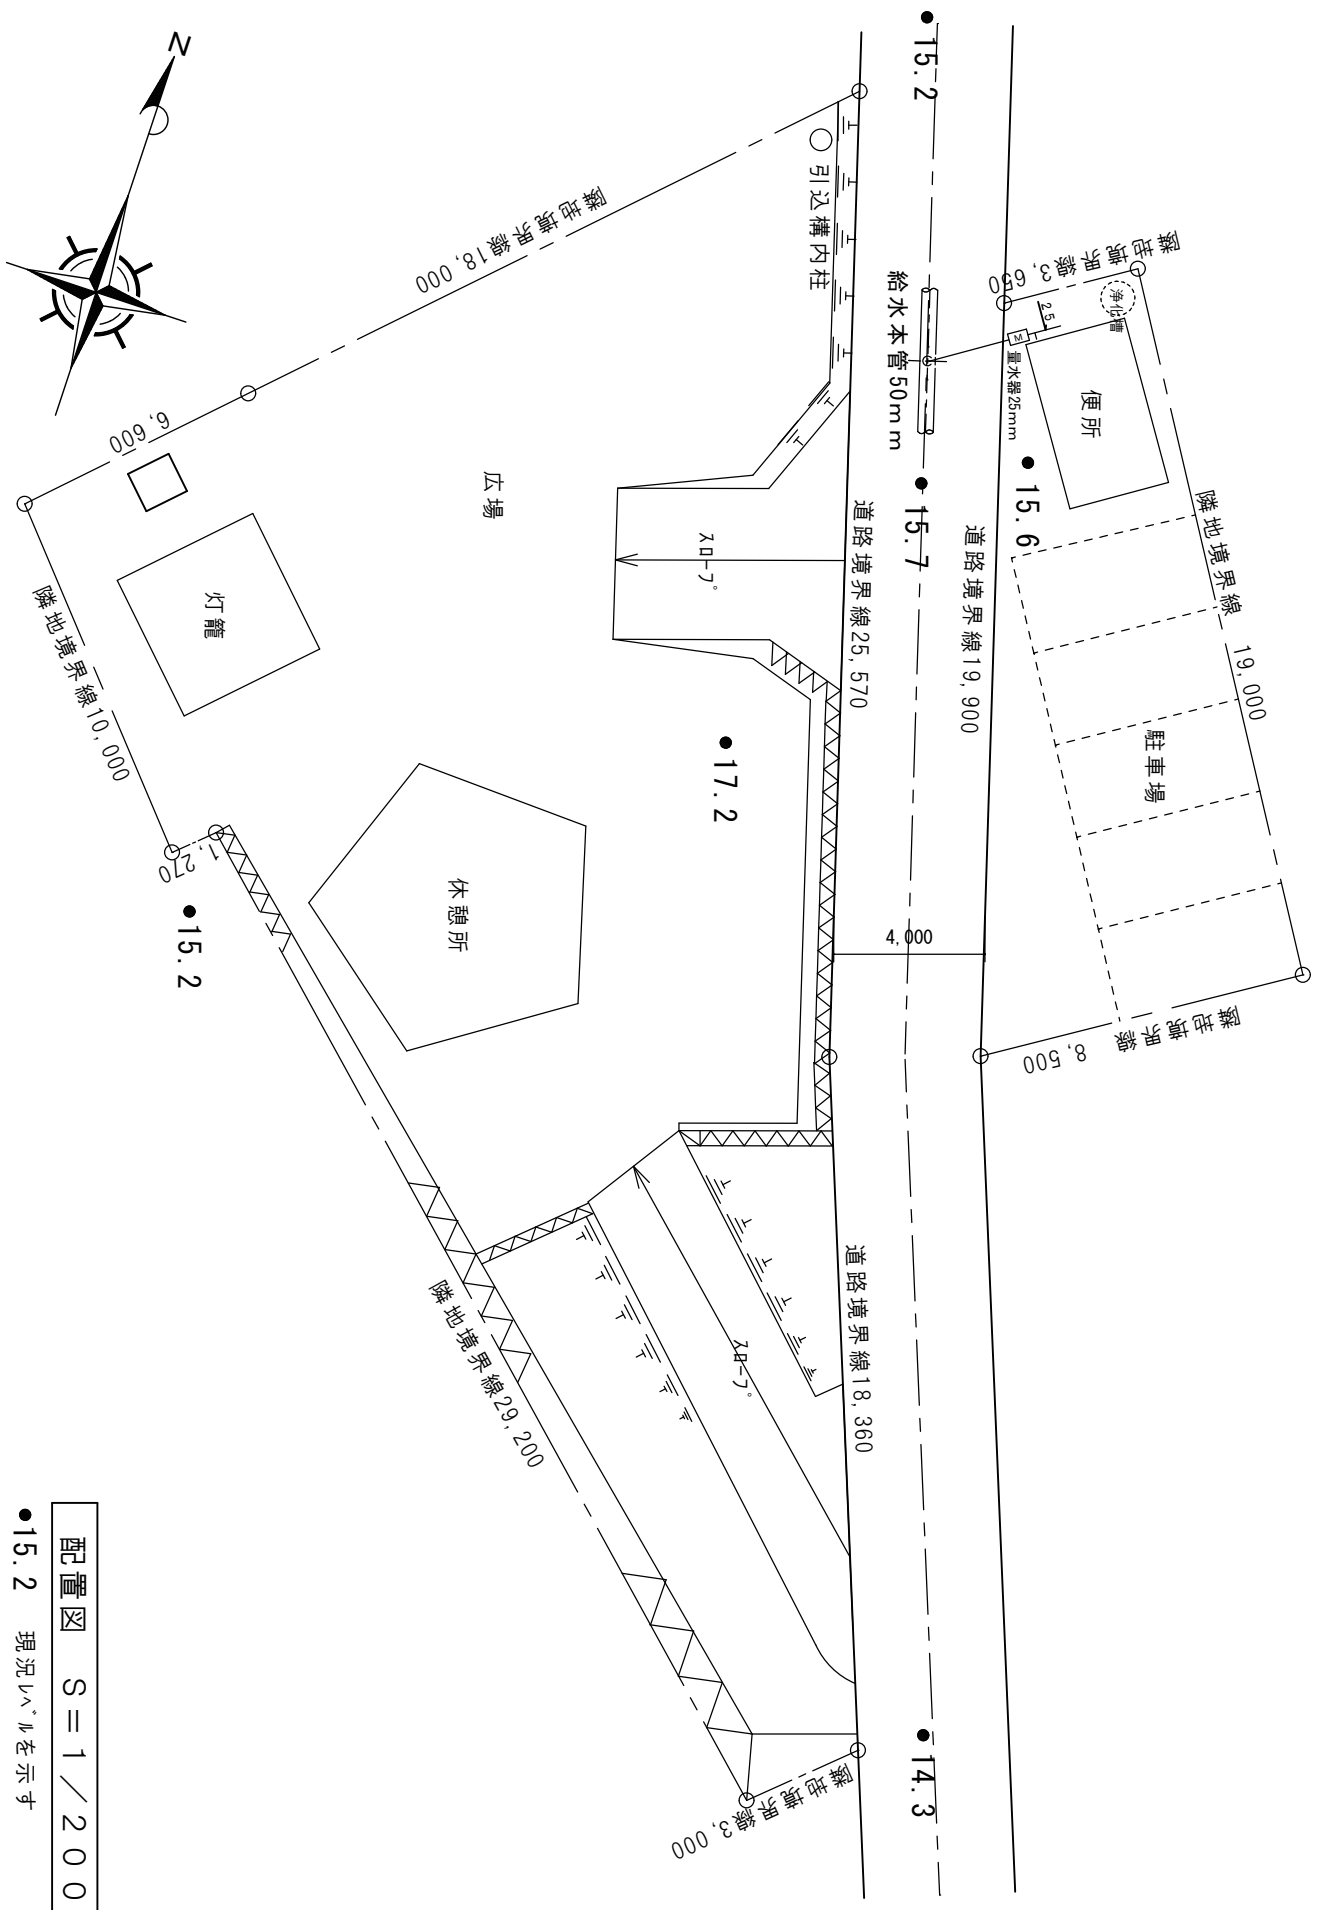 N
15.2
引込構内柱
隣地境界線18,000
6,600
給水本管50mm
隣地境界線3,650
浄化槽
2.5
M
量水器25mm
便所
15.6
隣地境界線
19,000
駐車場
広場
スロープ
道路境界線25,570
15.7
道路境界線19,900
灯籠
隣地境界線10,000
17.2
1,270
15.2
休憩所
4,000
隣地境界線 8,500
道路境界線18,360
スロープ
隣地境界線29,200
14.3
隣地境界線3,000
配置図 S=1/200
15.2 現況レベルを示す